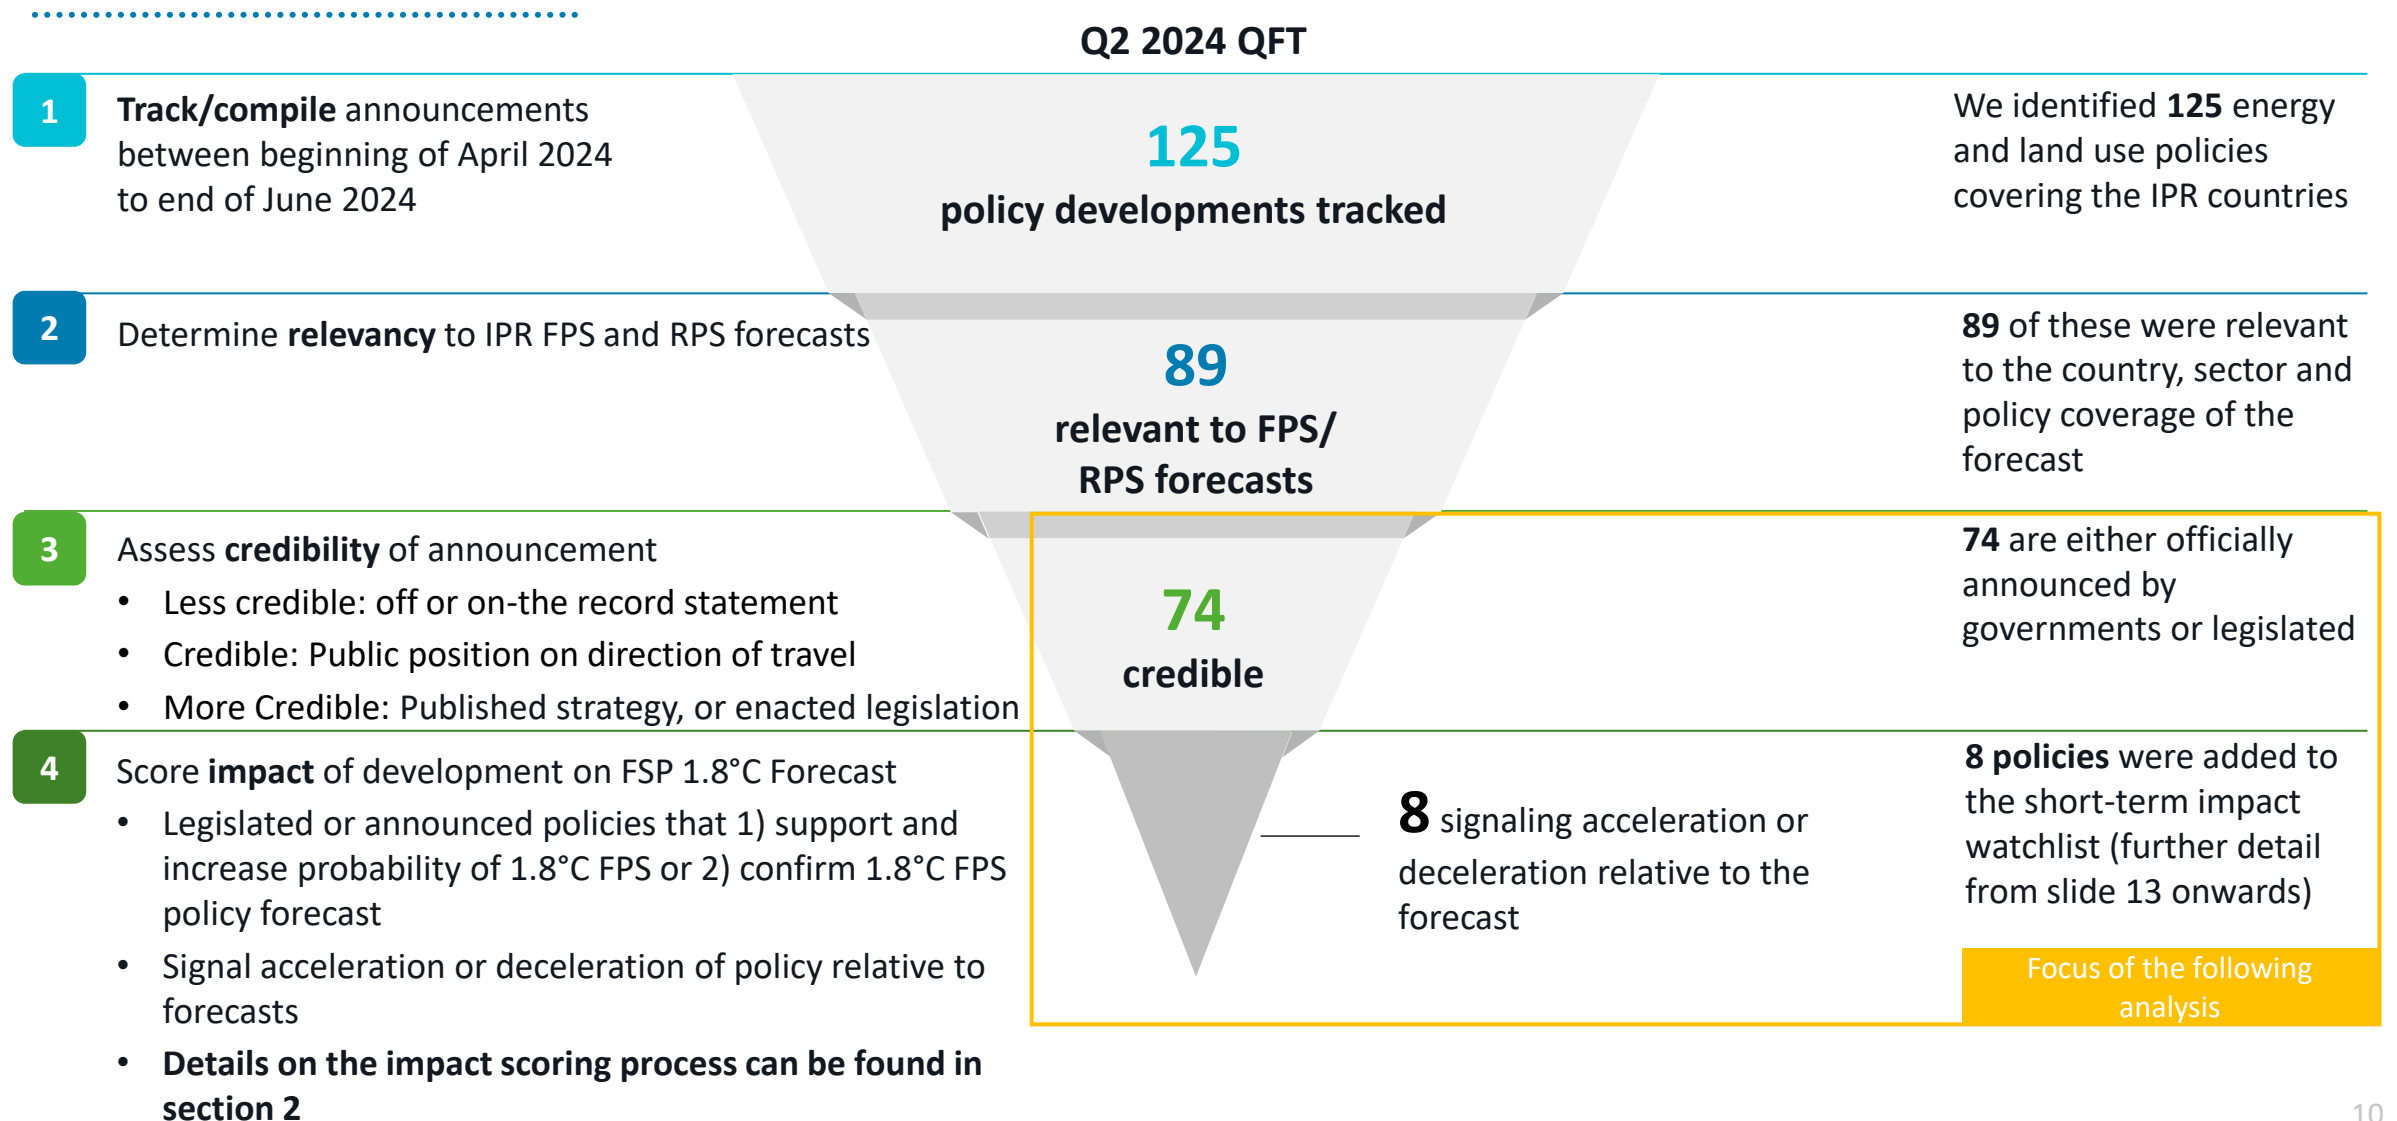 Q2 2024 QFT
1
Track/compile announcements
between beginning of April 2024
to end of June 2024
125
policy developments tracked
We identified 125 energy
and land use policies
covering the IPR countries
2
Determine relevancy to IPR FPS and RPS forecasts
89
relevant to FPS/
RPS forecasts
89 of these were relevant
to the country, sector and
policy coverage of the
forecast
3
Assess credibility of announcement
• Less credible: off or on-the record statement
• Credible: Public position on direction of travel
• More Credible: Published strategy, or enacted legislation
74
credible
74 are either officially
announced by
governments or legislated
4
Score impact of development on FSP 1.8°C Forecast
• Legislated or announced policies that 1) support and
increase probability of 1.8°C FPS or 2) confirm 1.8°C FPS
policy forecast
• Signal acceleration or deceleration of policy relative to
forecasts
• Details on the impact scoring process can be found in
section 2
8 signaling acceleration or
deceleration relative to the
forecast
8 policies were added to
the short-term impact
watchlist (further detail
from slide 13 onwards)
Focus of the following
analysis
10